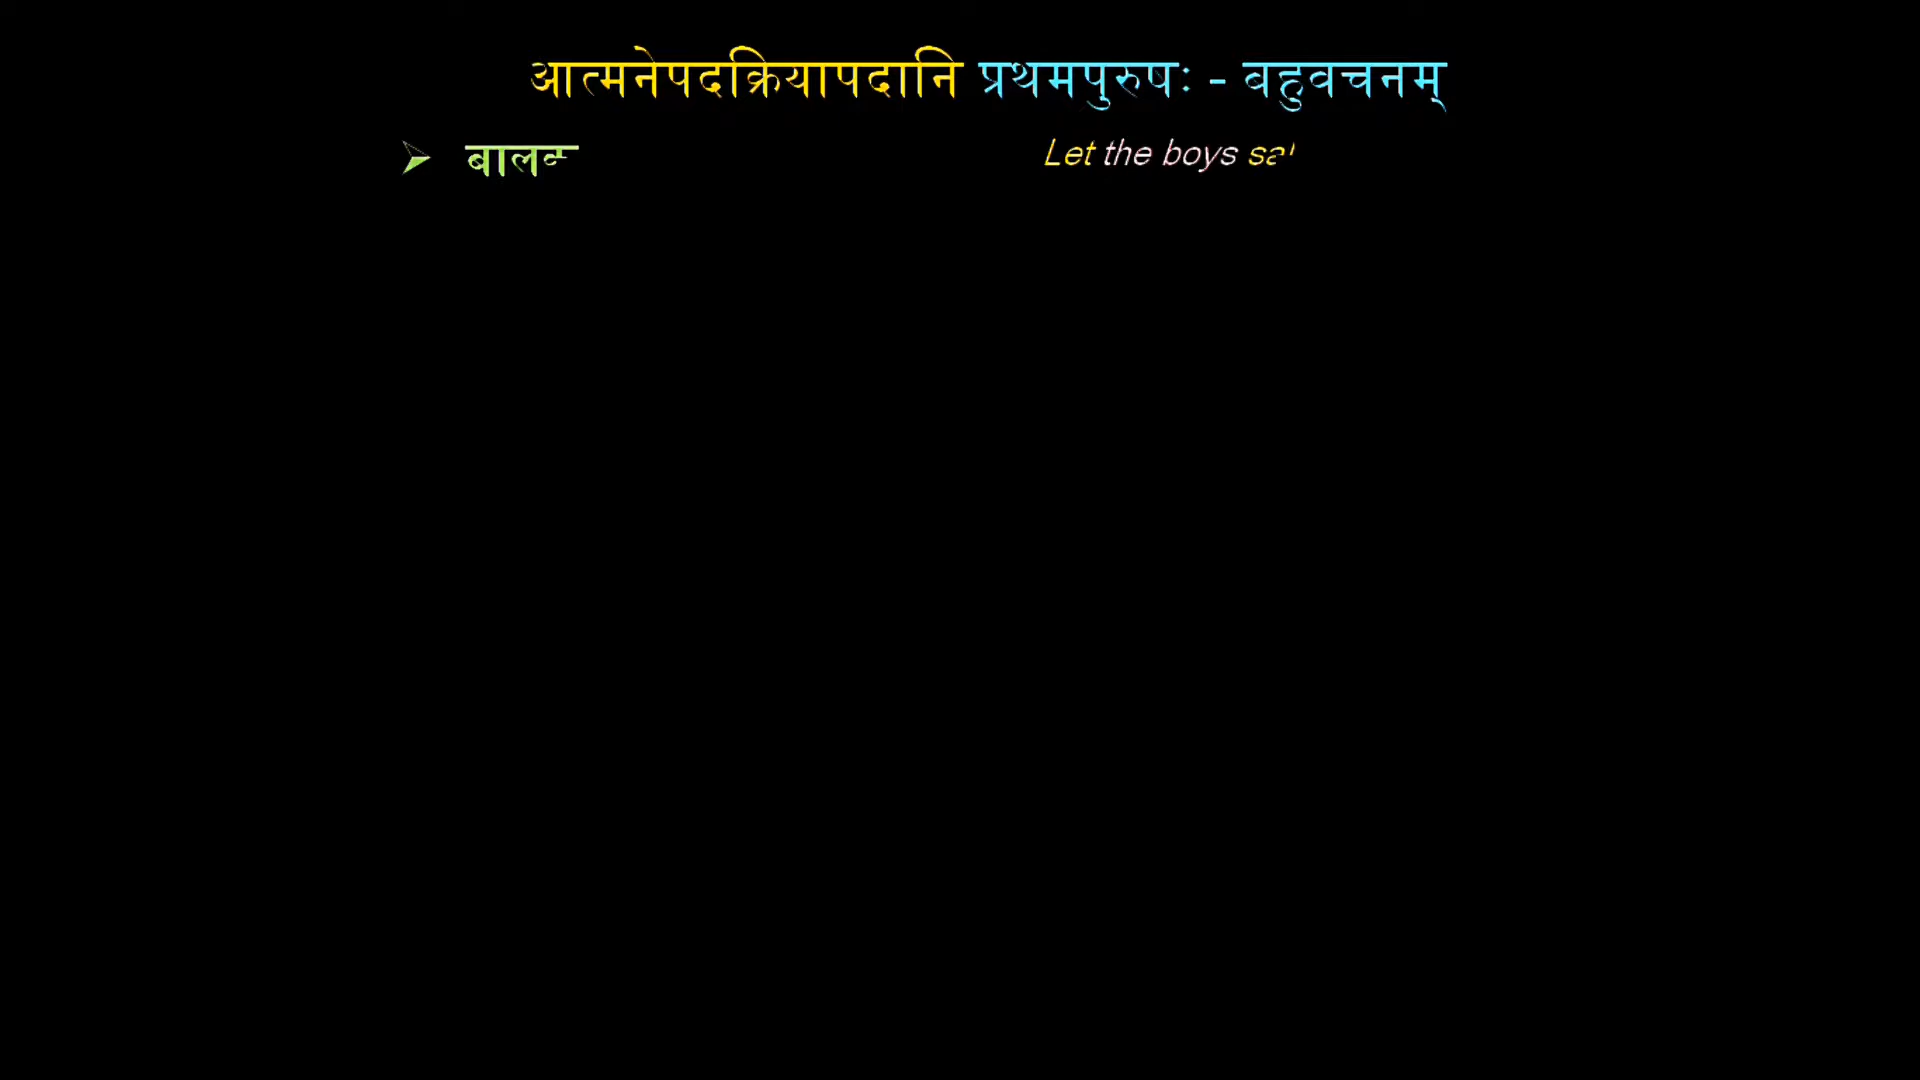 आत्मनेपदक्रियापदानि प्रथमपुरुषः - बहुवचनम्
Let the boys